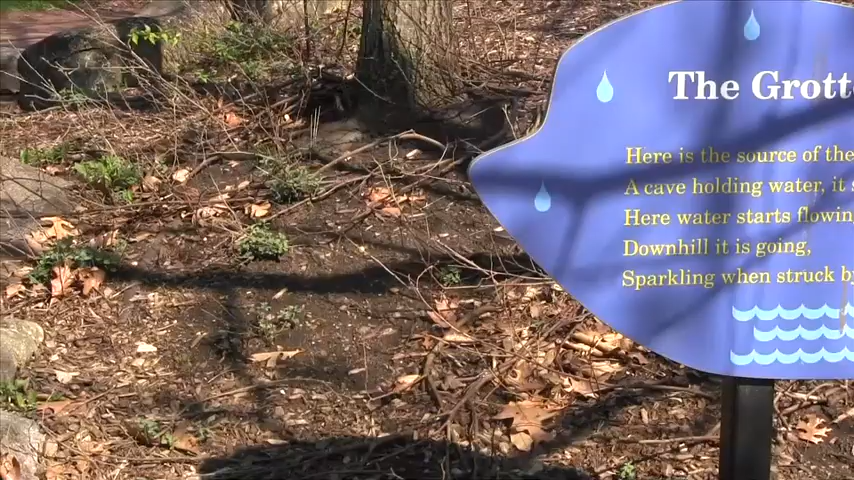 The Grott
Here is the source of the
A cave holding water, it
Here water starts flowin
Downhill it is going,
Sparkling when struck b